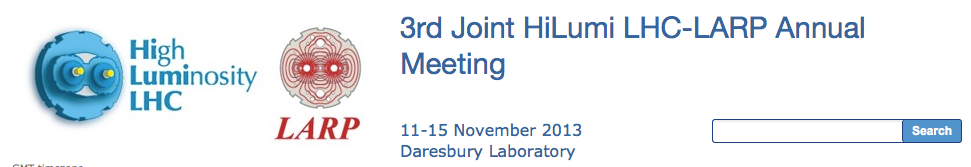 High
Luminosity
LHC
LARP
3rd Joint HiLumi LHC-LARP Annual
Meeting
11-15 November 2013
Daresbury Laboratory
Search